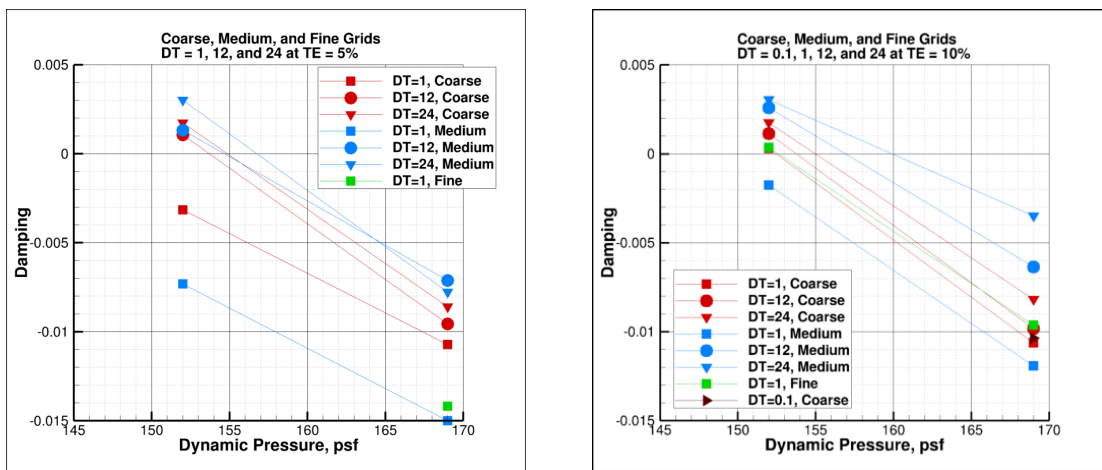 Coarse, Medium, and Fine Grids
DT = 1, 12, and 24 at TE = 5%
0.005
0
-0.005
-0.01
-0.015
Damping
DT=1, Coarse
DT=12, Coarse
DT=24, Coarse
DT=1, Medium
DT=12, Medium
DT=24, Medium
DT=1, Fine
145
150
155
160
165
170
Dynamic Pressure, psf
Coarse, Medium, and Fine Grids
DT = 0.1, 1, 12, and 24 at TE = 10%
0.005
0
-0.005
-0.01
-0.015
Damping
DT=1, Coarse
DT=12, Coarse
DT=24, Coarse
DT=1, Medium
DT=12, Medium
DT=24, Medium
DT=1, Fine
DT=0.1, Coarse
145
150
155
160
165
170
Dynamic Pressure, psf